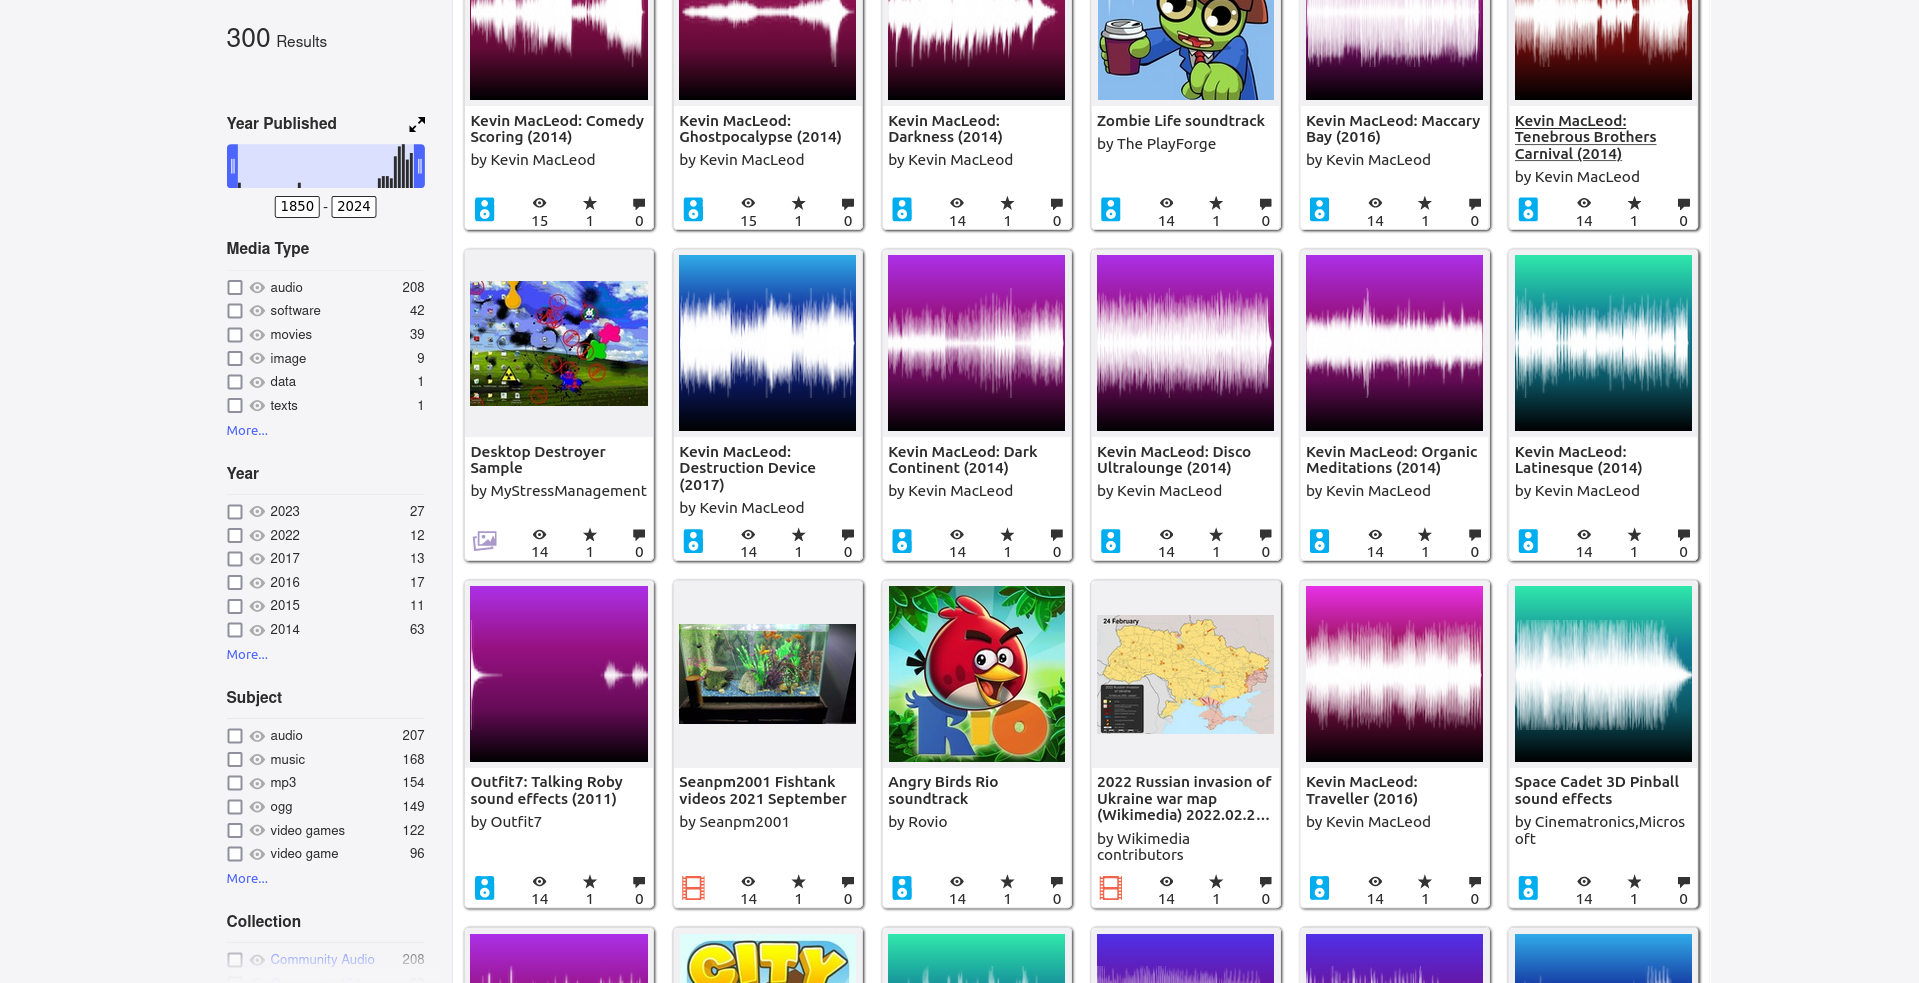 300 Results
Year Published
1850 - 2024
Media Type
audio 208
software 42
movies 39
image 9
data 1
texts 1
More...
Year
2023 27
2022 12
2017 13
2016 17
2015 11
2014 63
More...
Subject
audio 207
music 168
mp3 154
ogg 149
video games 122
video game 96
More...
Collection
Community Audio 208
Kevin MacLeod: Comedy
Scoring (2014)
by Kevin MacLeod
15 1 0
Kevin MacLeod:
Ghostpocalypse (2014)
by Kevin MacLeod
15 1 0
Kevin MacLeod:
Darkness (2014)
by Kevin MacLeod
14 1 0
Zombie Life soundtrack
by The PlayForge
14 1 0
Kevin MacLeod: Maccary
Bay (2016)
by Kevin MacLeod
14 1 0
Kevin MacLeod:
Tenebrous Brothers
Carnival (2014)
by Kevin MacLeod
14 1 0
Desktop Destroyer
Sample
by MyStressManagement
14 1 0
Kevin MacLeod:
Destruction Device
(2017)
by Kevin MacLeod
14 1 0
Kevin MacLeod: Dark
Continent (2014)
by Kevin MacLeod
14 1 0
Kevin MacLeod: Disco
Ultralounge (2014)
by Kevin MacLeod
14 1 0
Kevin MacLeod: Organic
Meditations (2014)
by Kevin MacLeod
14 1 0
Kevin MacLeod:
Latinesque (2014)
by Kevin MacLeod
14 1 0
Outfit7: Talking Roby
sound effects (2011)
by Outfit7
14 1 0
Seanpm2001 Fishtank
videos 2021 September
by Seanpm2001
14 1 0
RIO
Angry Birds Rio
soundtrack
by Rovio
14 1 0
24 February
2022 Russian invasion of
Ukraine war map
(Wikimedia) 2022.02.2...
by Wikimedia
contributors
14 1 0
Kevin MacLeod:
Traveller (2016)
by Kevin MacLeod
14 1 0
Space Cadet 3D Pinball
sound effects
by Cinematronics,Micros
oft
14 1 0
CITY